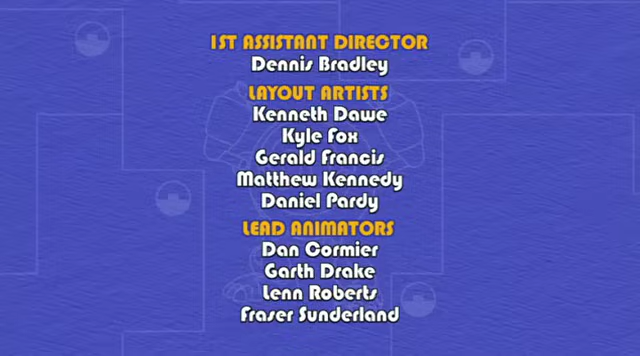 1ST ASSISTANT DIRECTOR
Dennis Bradley
LAYOUT ARTISTS
Kenneth Dawe
Kyle Fox
Gerald Francis
Matthew Kennedy
Daniel Pardy
LEAD ANIMATORS
Dan Cormier
Garth Drake
Lenn Roberts
Fraser Sunderland